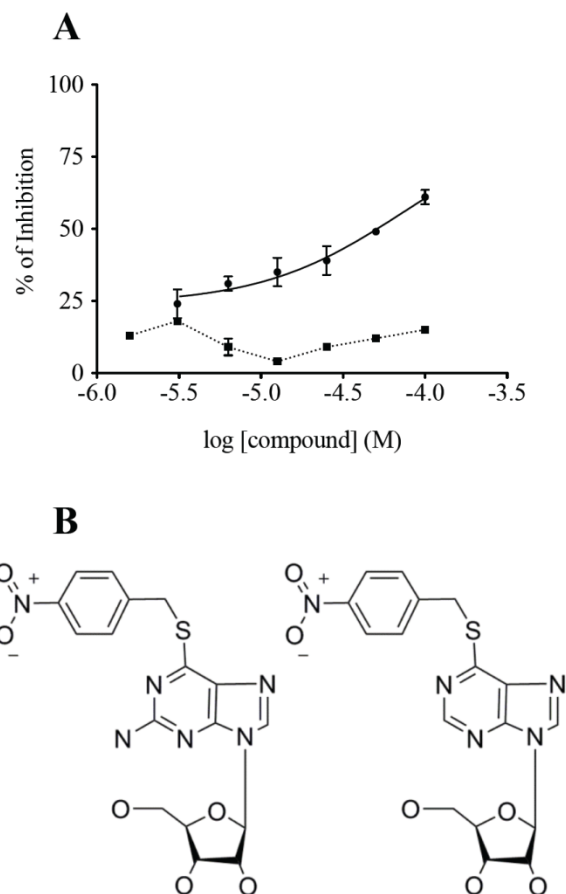 A
100
75
50
25
0
% of Inhibition
-6.0 -5.5 -5.0 -4.5 -4.0 -3.5
log [compound] (M)
B
O + O +
N N
O O
− −
S S
N N N N
N N N N N
O O O O
O O O O